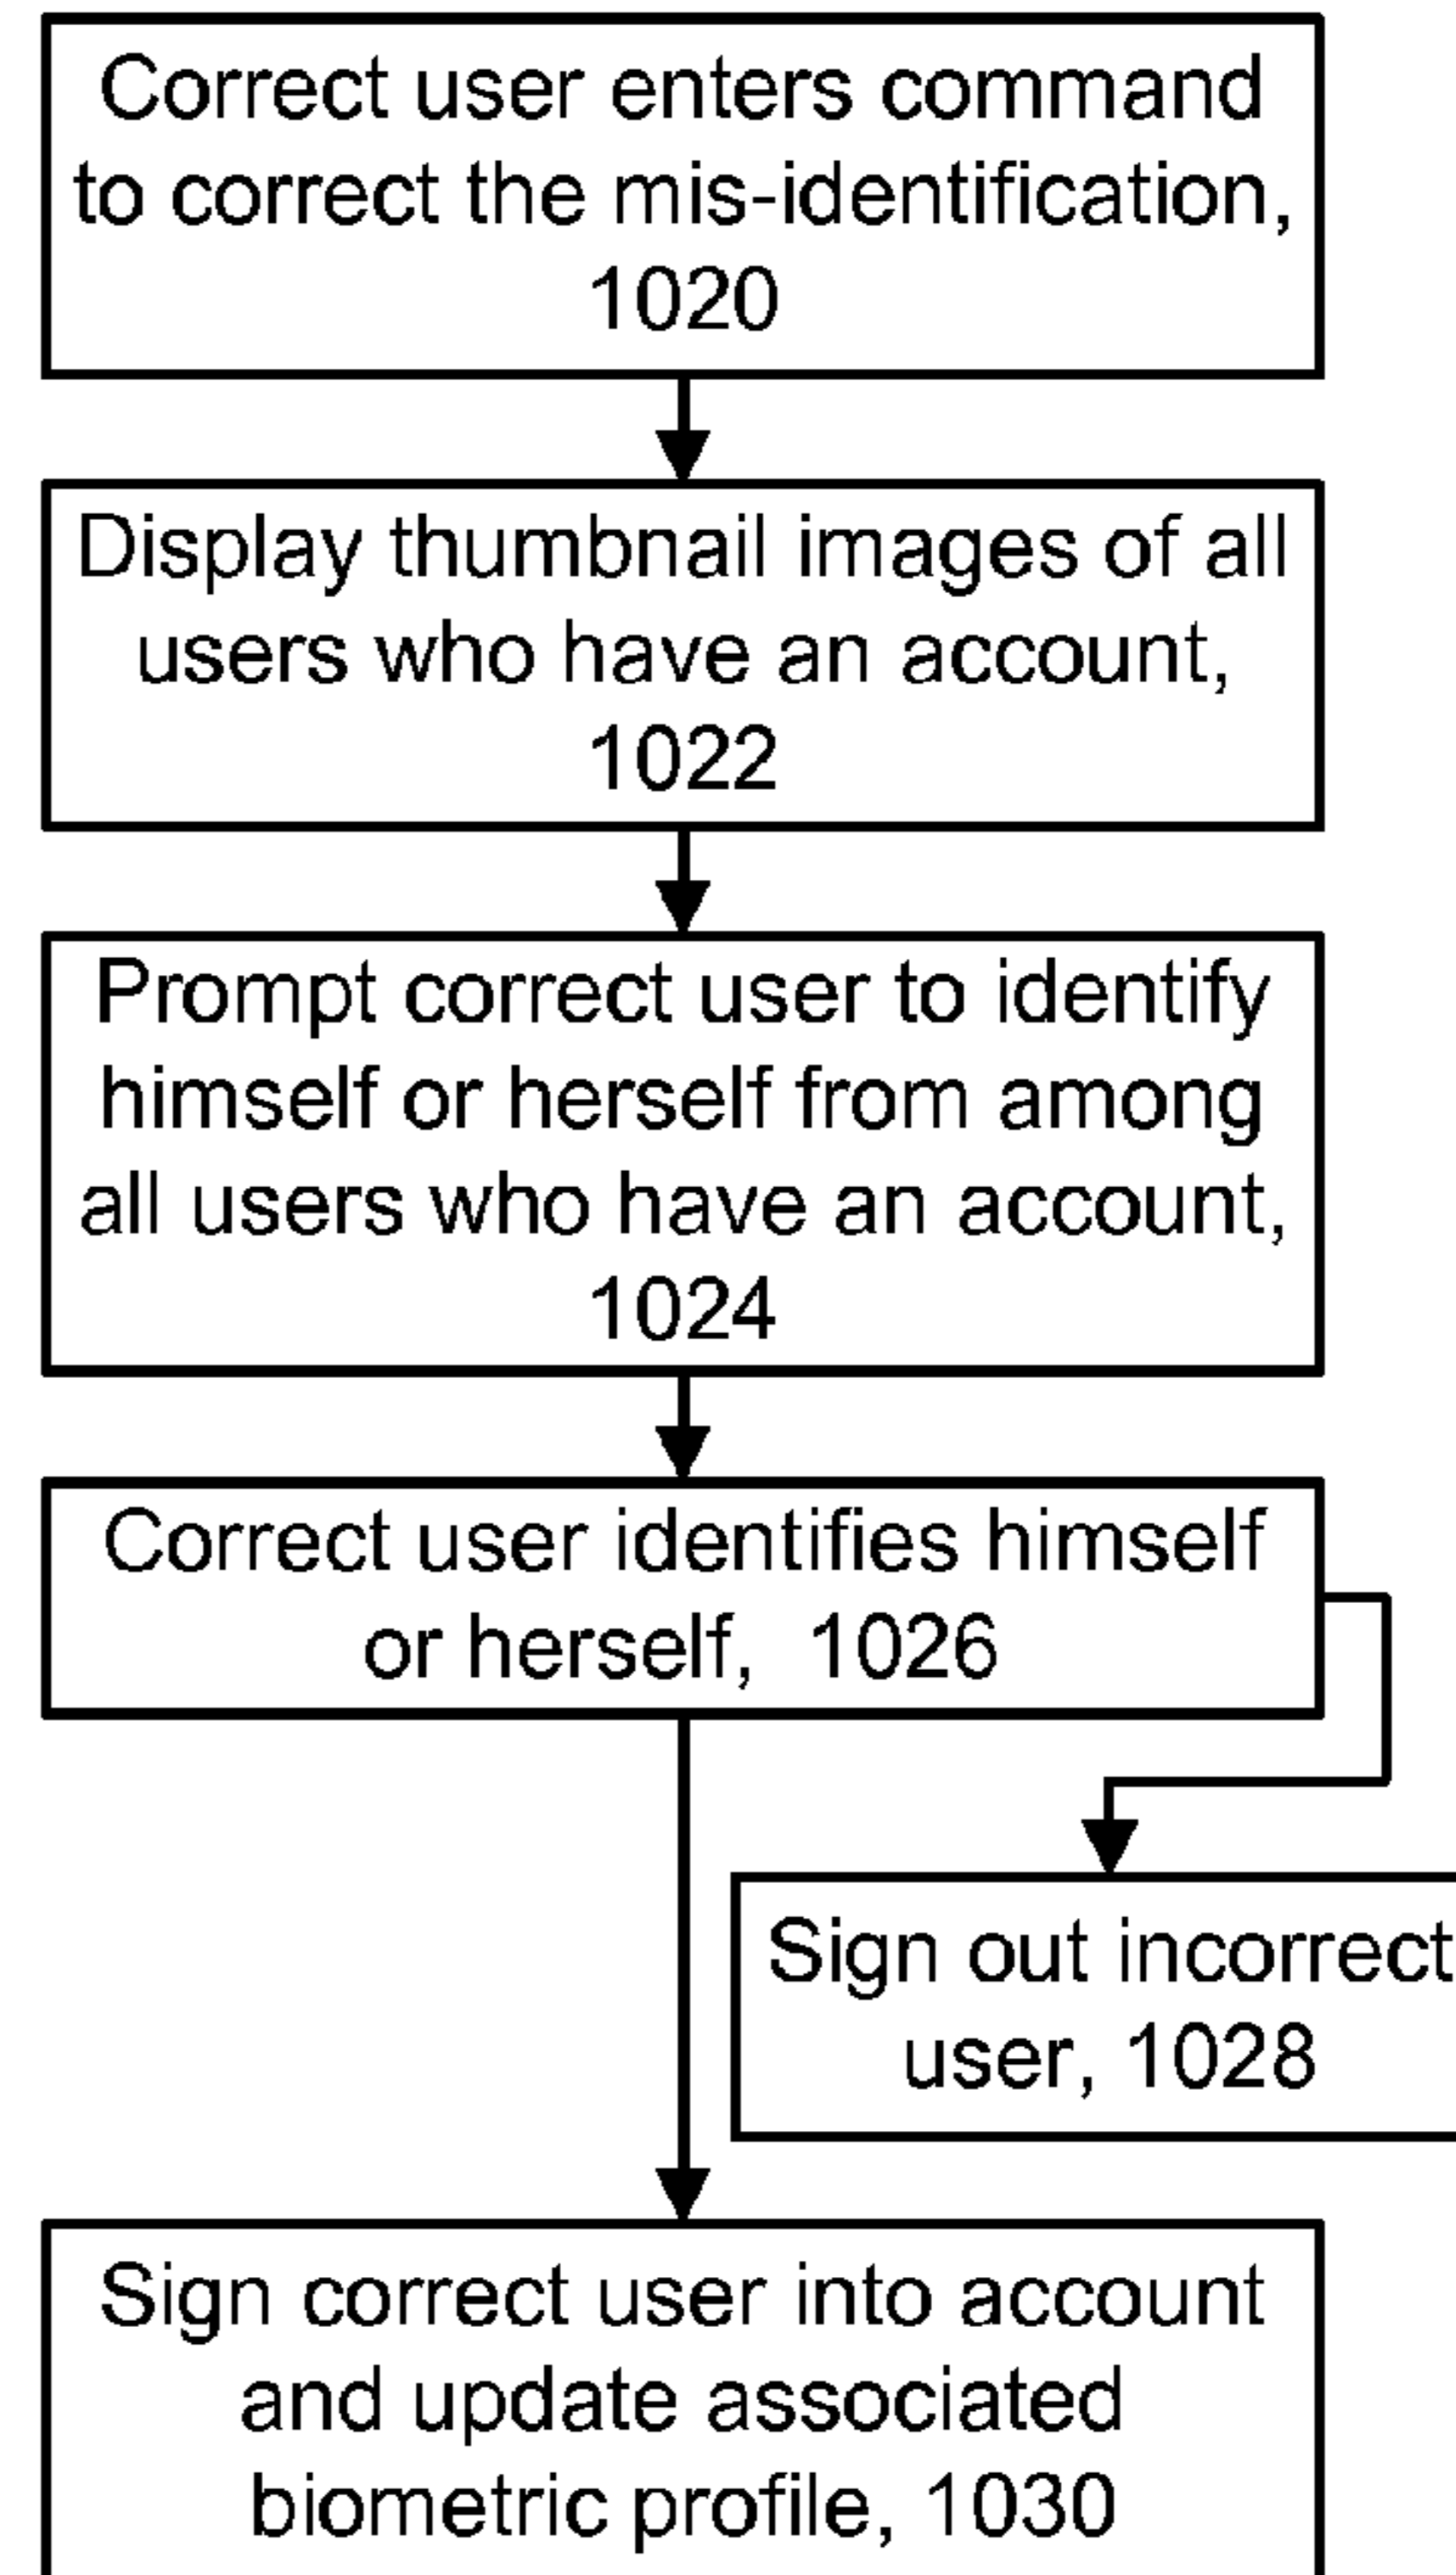 Correct user enters command
to correct the mis-identification,
1020
Display thumbnail images of all
users who have an account,
1022
Prompt correct user to identify
himself or herself from among
all users who have an account,
1024
Correct user identifies himself
or herself, 1026
Sign out incorrect
user, 1028
Sign correct user into account
and update associated
biometric profile, 1030